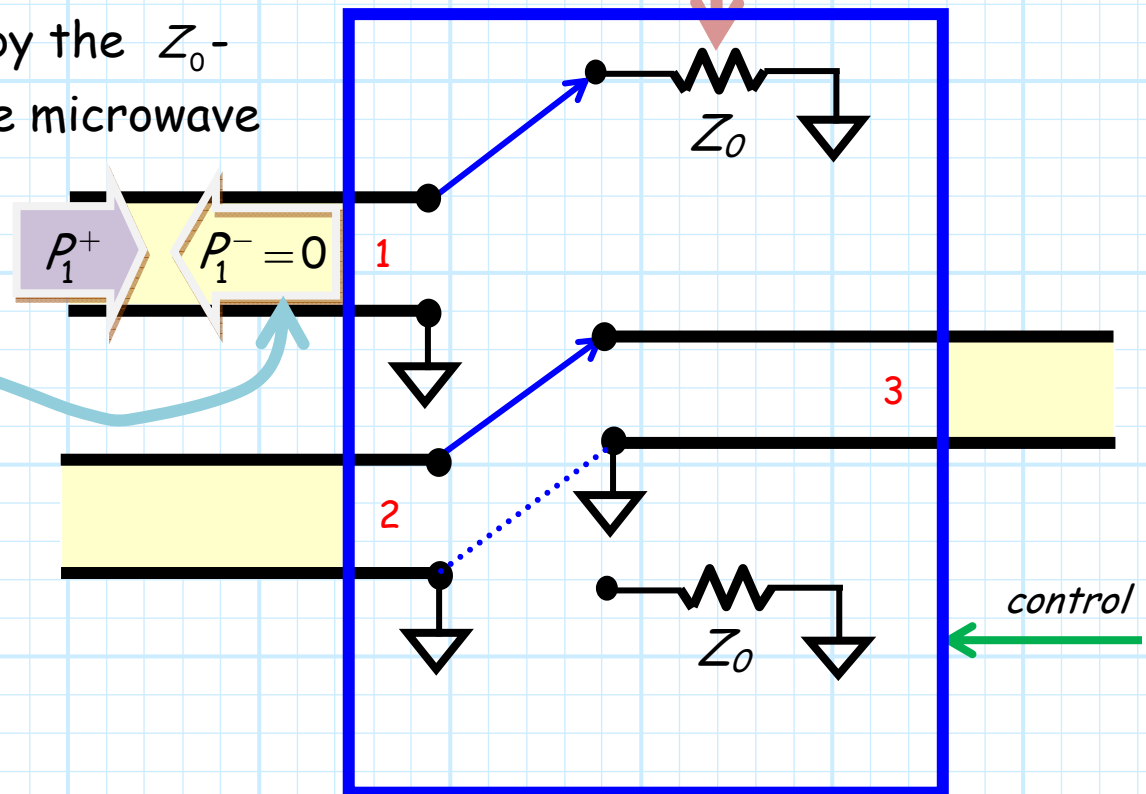 by the Z₀-
e microwave
Z₀
P₁⁺
P₁⁻ = 0
1
3
2
control
Z₀